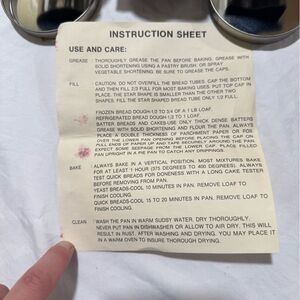 INSTRUCTION SHEET
USE AND CARE:
GREASE THOROUGHLY GREASE THE PAN BEFORE BAKING. GREASE WITH
SOLID SHORTENING USING A PASTRY BRUSH, OR SPRAY
VEGETABLE SHORTENING. BE SURE TO GREASE THE CAPS.
FILL CAUTION: DO NOT OVERFILL THE BREAD TUBES. CAP THE BOTTOM
AND THEN FILL 2/3 FULL FOR MOST BAKING USES. PUT TOP CAP
IN PLACE. THE STAR SHAPE IS SMALLER THAN THE OTHER TWO
SHAPES. FILL THE STAR SHAPED BREAD TUBE ONLY 1/2 FULL.
FROZEN BREAD DOUGH OF A 1 LB LOAF
REFRIGERATED BREAD DOUGH-1/2 TO 1 LOAF
BATTER: BREADS AND CAKES-USE ONLY THICK DENSE BATTERS
GREASE WITH SOLID SHORTENING AND FLOUR THE PAN. ALWAYS
PLACE A DOUBLE THICKNESS OF PARCHMENT PAPER OR FOIL
OVER THE LOWER PAN OPENING BEFORE PLACING THE CAP ON.
PULL ENDS OF PAPER UP AND TAPE SECURELY AROUND THE PAN.
EXPECT SOME SEEPAGE FROM THE LOWER CAP. PLACE FILLED
PAN UPRIGHT IN A PIE PAN TO CATCH ANY DRIPPINGS.
BAKE ALWAYS BAKE IN A VERTICAL POSITION. MOST MIXTURES BAKE
FOR AT LEAST 1 HOUR (375 DEGREES TO 400 DEGREES). ALWAYS
TEST QUICK BREADS FOR DONENESS WITH A LONG CAKE TESTER
BEFORE REMOVING FROM PAN.
YEAST BREADS-COOL 10 MINUTES IN PAN. REMOVE LOAF TO
FINISH COOLING.
QUICK BREADS-COOL 15 TO 20 MINUTES IN PAN. REMOVE LOAF TO
FINISH COOLING.
CLEAN WASH THE PAN IN WARM SUDSY WATER. DRY THOROUGHLY.
NEVER PUT PAN IN DISHWASHER OR ALLOW TO AIR DRY. THIS WILL
RESULT IN RUST. AFTER WASHING AND DRYING, YOU MAY PLACE IT
IN A WARM OVEN TO INSURE THOROUGH DRYING.